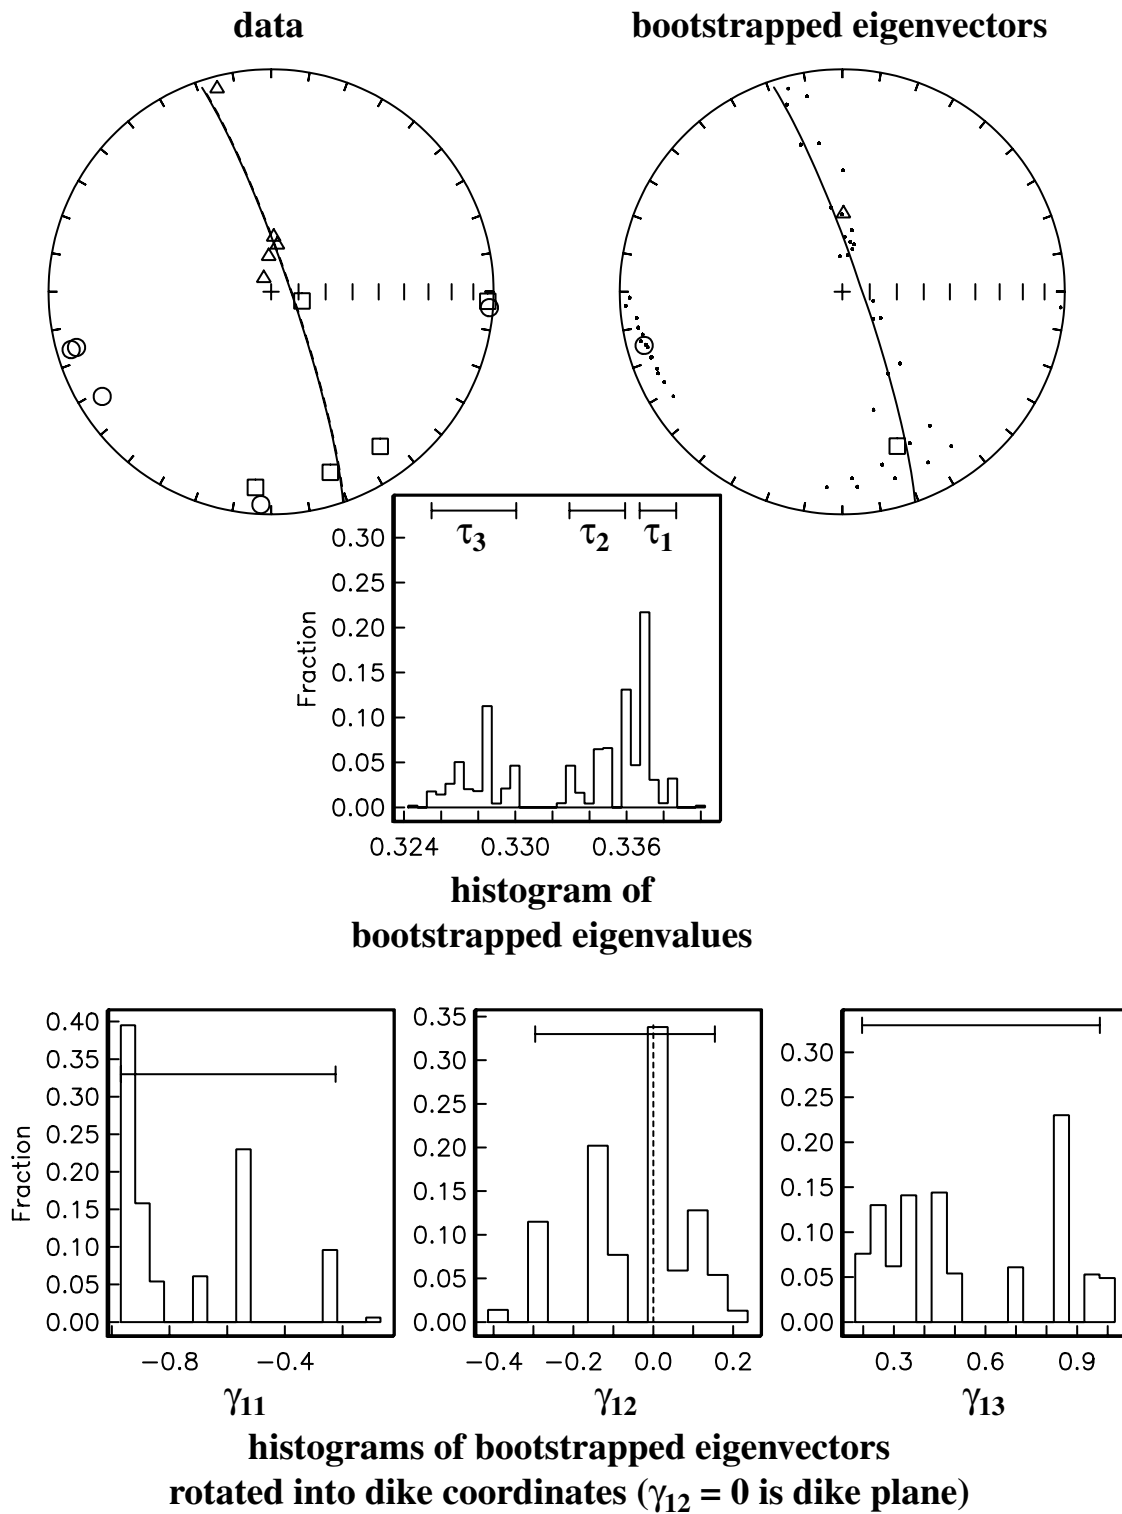 data
bootstrapped eigenvectors
τ3 τ2 τ1
0.30
0.25
0.20
0.15
0.10
0.05
0.00
Fraction
0.324 0.330 0.336
histogram of
bootstrapped eigenvalues
0.40
0.35
0.30
0.25
0.20
0.15
0.10
0.05
0.00
Fraction
−0.8 −0.4
γ11
0.35
0.30
0.25
0.20
0.15
0.10
0.05
0.00
−0.4 −0.2 0.0 0.2
γ12
0.30
0.25
0.20
0.15
0.10
0.05
0.00
0.3 0.6 0.9
γ13
histograms of bootstrapped eigenvectors
rotated into dike coordinates (γ12 = 0 is dike plane)